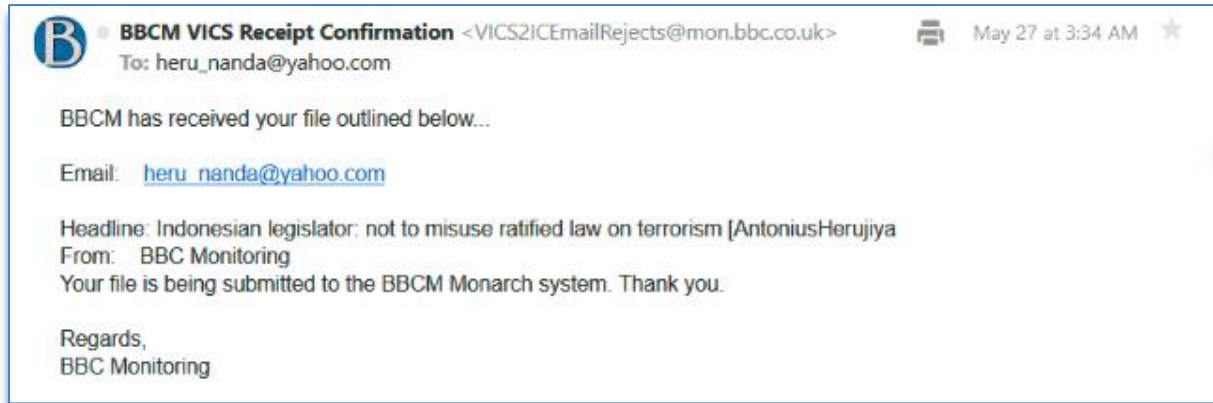 B
BBCM VICS Receipt Confirmation <VICS2ICEmailRejects@mon.bbc.co.uk> May 27 at 3:34 AM
To: heru_nanda@yahoo.com
BBCM has received your file outlined below...
Email: heru_nanda@yahoo.com
Headline: Indonesian legislator: not to misuse ratified law on terrorism [AntoniusHerujiya
From: BBC Monitoring
Your file is being submitted to the BBCM Monarch system. Thank you.
Regards,
BBC Monitoring